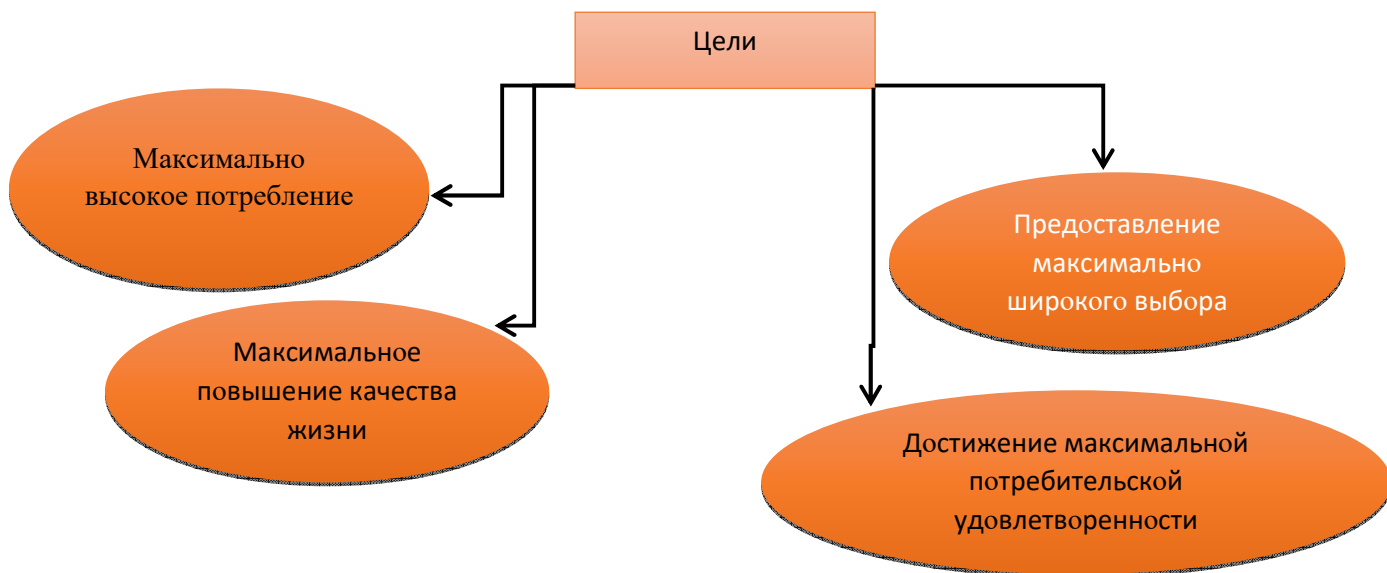 Цели
Максимально
высокое потребление
Предоставление
максимально
широкого выбора
Максимальное
повышение качества
жизни
Достижение максимальной
потребительской
удовлетворенности